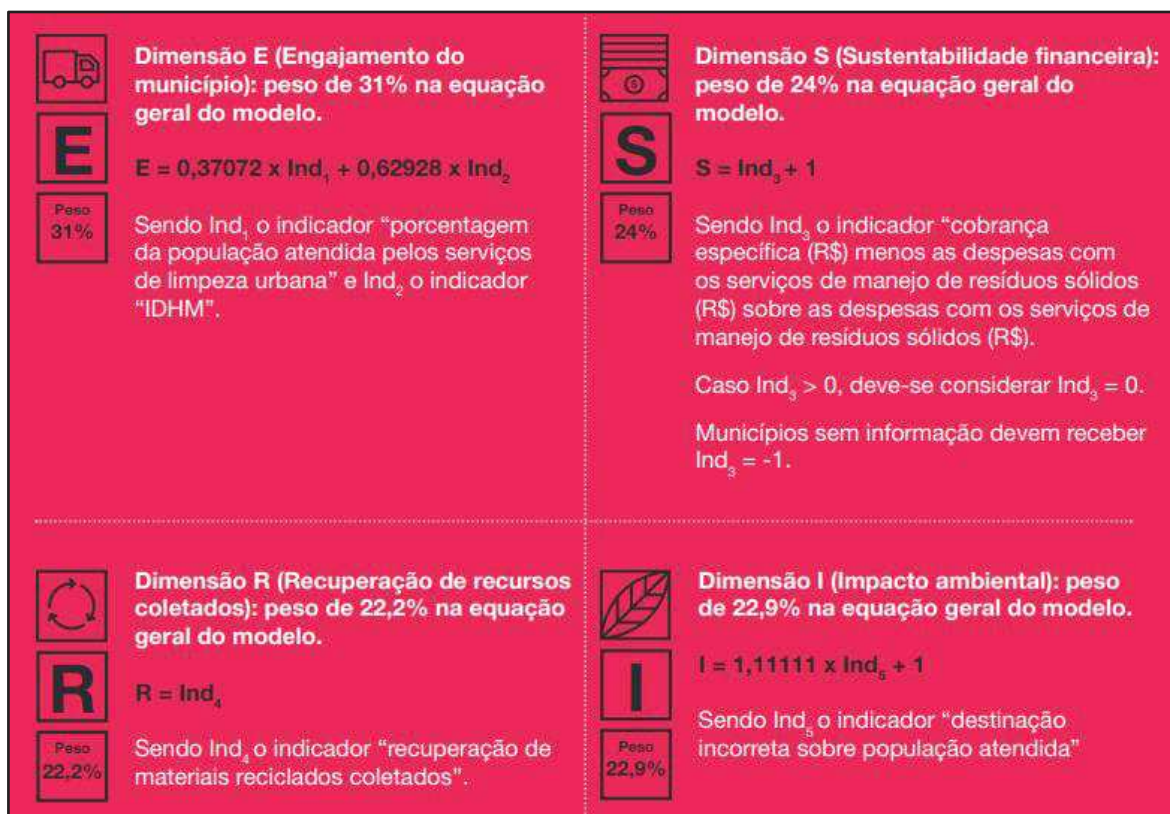 Dimensão E (Engajamento do
município): peso de 31% na equação
geral do modelo.
E
E = 0,37072 x Ind₁ + 0,62928 x Ind₂
Peso
31%
Sendo Ind₁ o indicador “porcentagem
da população atendida pelos serviços
de limpeza urbana” e Ind₂ o indicador
“IDHM”.
Dimensão S (Sustentabilidade financeira):
peso de 24% na equação geral do
modelo.
S
S = Ind₃ + 1
Peso
24%
Sendo Ind₃ o indicador “cobrança
específica (R$) menos as despesas com
os serviços de manejo de resíduos sólidos
(R$) sobre as despesas com os serviços de
manejo de resíduos sólidos (R$).
Caso Ind₃ > 0, deve-se considerar Ind₃ = 0.
Municípios sem informação devem receber
Ind₃ = -1.
Dimensão R (Recuperação de recursos
coletados): peso de 22,2% na equação
geral do modelo.
R
R = Ind₄
Peso
22,2%
Sendo Ind₄ o indicador “recuperação de
materiais reciclados coletados”.
Dimensão I (Impacto ambiental): peso
de 22,9% na equação geral do modelo.
I
I = 1,11111 x Ind₅ + 1
Peso
22,9%
Sendo Ind₅ o indicador “destinação
incorreta sobre população atendida”